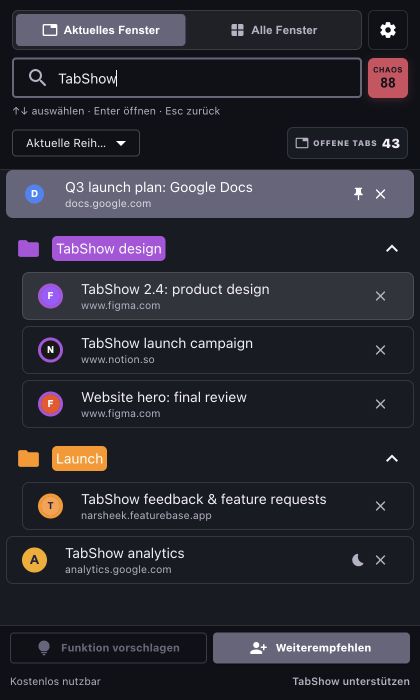 Aktuelles Fenster
Alle Fenster
TabShow
CHAOS
88
↑↓ auswählen · Enter öffnen · Esc zurück
Aktuelle Reih...
OFFENE TABS 43
D
Q3 launch plan: Google Docs
docs.google.com
TabShow design
F
TabShow 2.4: product design
www.figma.com
N
TabShow launch campaign
www.notion.so
F
Website hero: final review
www.figma.com
Launch
T
TabShow feedback & feature requests
narsheek.featurebase.app
A
TabShow analytics
analytics.google.com
Funktion vorschlagen
Weiterempfehlen
Kostenlos nutzbar
TabShow unterstützen